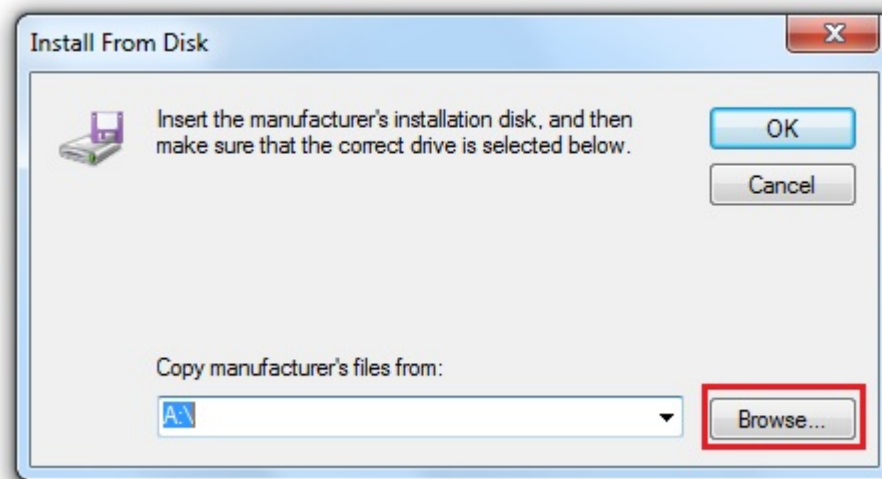 Install From Disk
Insert the manufacturer's installation disk, and then
make sure that the correct drive is selected below.
OK
Cancel
Copy manufacturer's files from:
A:\
Browse...